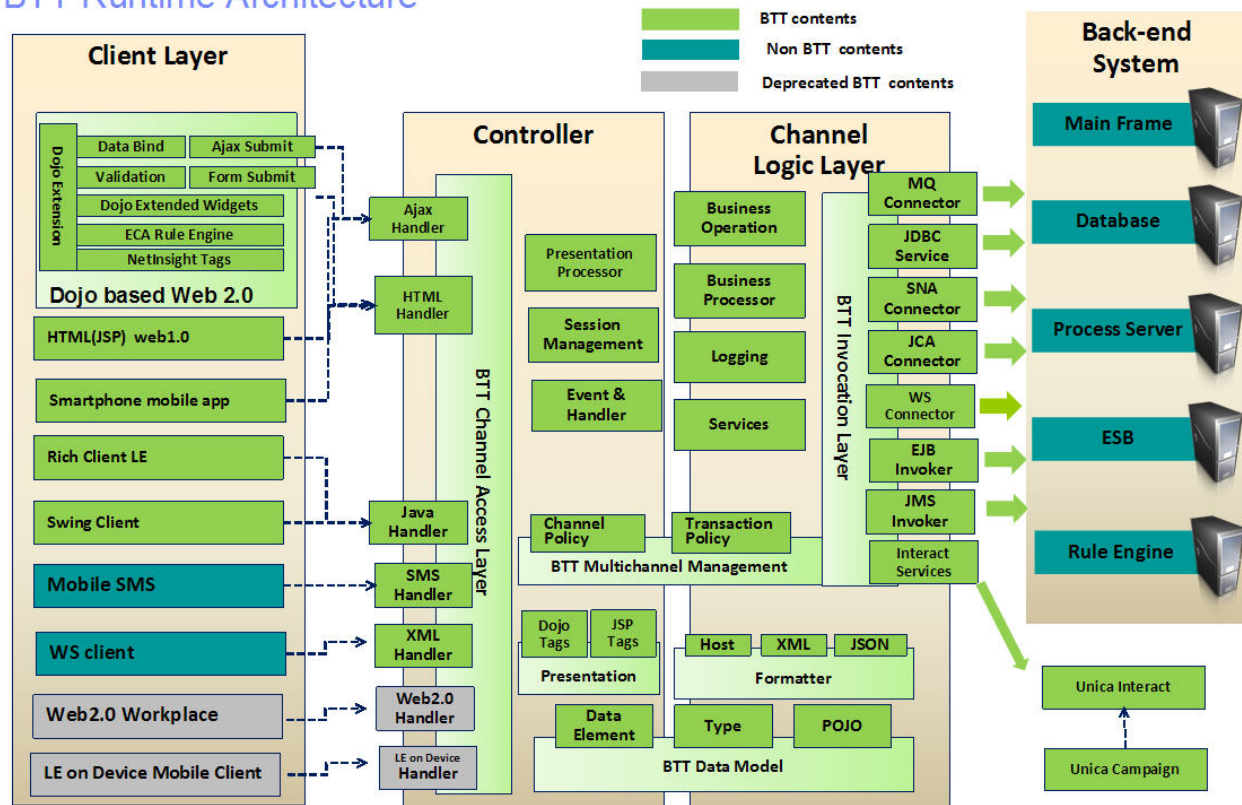 BTT Runtime Architecture
BTT contents
Non BTT contents
Deprecated BTT contents
Client Layer
Dojo Extension
Data Bind
Ajax Submit
Validation
Form Submit
Dojo Extended Widgets
ECA Rule Engine
NetInsight Tags
Dojo based Web 2.0
HTML(JSP) web1.0
Smartphone mobile app
Rich Client LE
Swing Client
Mobile SMS
WS client
Web2.0 Workplace
LE on Device Mobile Client
Controller
Ajax
Handler
HTML
Handler
Java
Handler
SMS
Handler
XML
Handler
Web2.0
Handler
LE on Device
Handler
BTT Channel Access Layer
Presentation
Processor
Session
Management
Event &
Handler
Channel
Policy
Transaction
Policy
BTT Multichannel Management
Dojo
Tags
JSP
Tags
Presentation
Host
XML
JSON
Formatter
Data
Element
Type
POJO
BTT Data Model
Channel
Logic Layer
Business
Operation
Business
Processor
Logging
Services
BTT Invocation Layer
MQ
Connector
JDBC
Service
SNA
Connector
JCA
Connector
WS
Connector
EJB
Invoker
JMS
Invoker
Interact
Services
Back-end
System
Main Frame
Database
Process Server
ESB
Rule Engine
Unica Interact
Unica Campaign